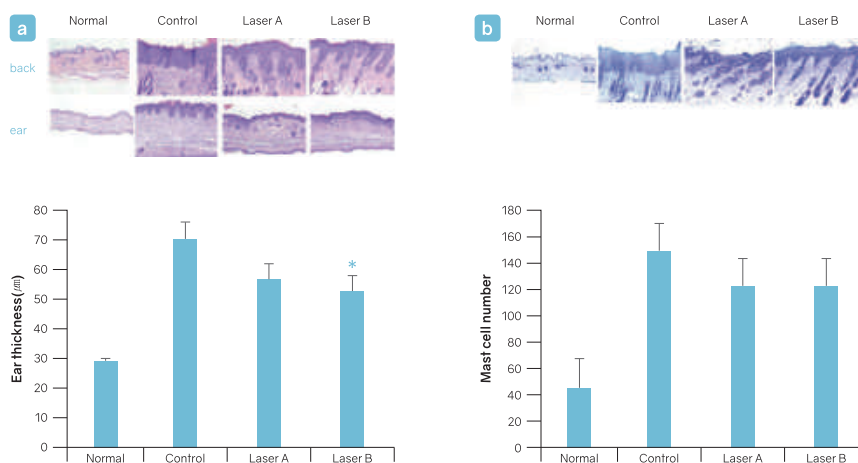 a
Normal Control Laser A Laser B
back
ear
80
70
60
50
40
30
20
10
0
Ear thickness(㎛)
*
Normal Control Laser A Laser B
b
Normal Control Laser A Laser B
180
160
140
120
100
80
60
40
20
0
Mast cell number
Normal Control Laser A Laser B